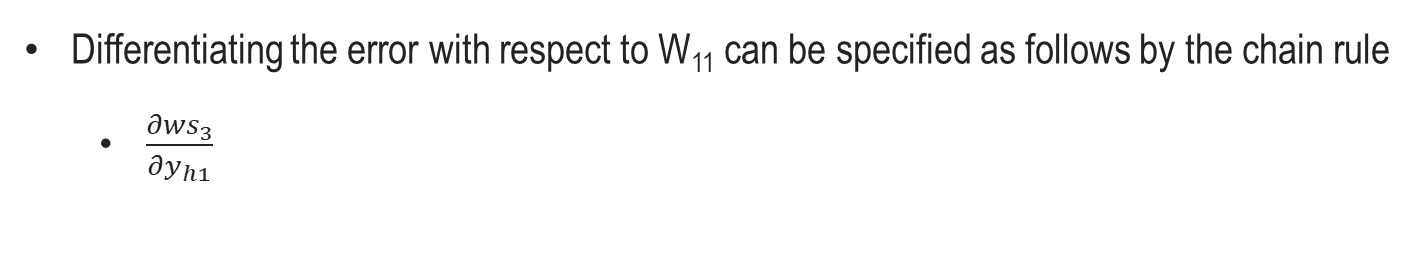 • Differentiating the error with respect to W₁₁ can be specified as follows by the chain rule
• ∂ws₃
∂yₕ₁